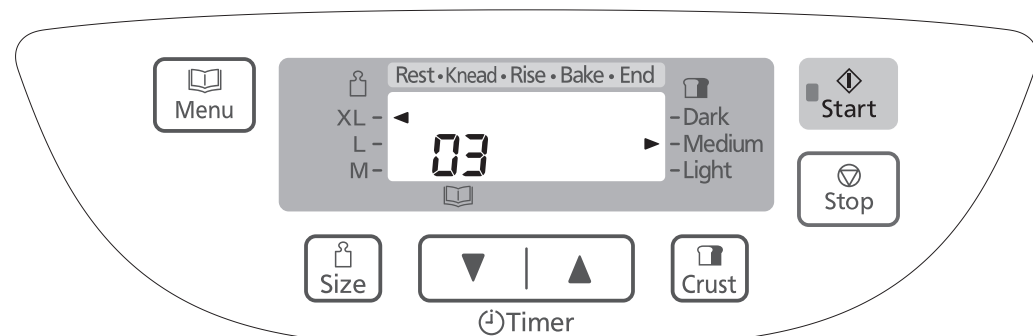 Menu
Rest • Knead • Rise • Bake • End
XL
L
M
03
Dark
Medium
Light
Start
Stop
Size
Timer
Crust